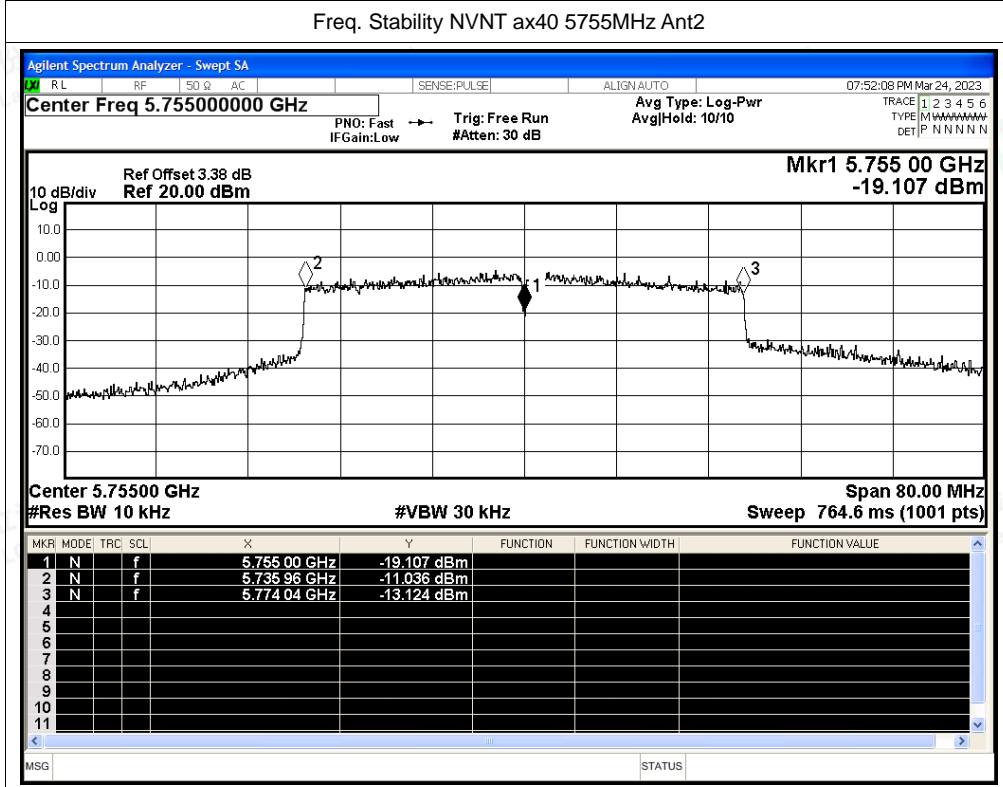 Freq. Stability NVNT ax40 5755MHz Ant2
Agilent Spectrum Analyzer - Swept SA
LXI RL RF 50 Ω AC SENSE:PULSE ALIGN AUTO 07:52:08 PM Mar 24, 2023
Center Freq 5.755000000 GHz
PNO: Fast
IFGain:Low
Trig: Free Run
#Atten: 30 dB
Avg Type: Log-Pwr
Avg|Hold: 10/10
TRACE 1 2 3 4 5 6
TYPE M
DET P N N N N N
Mkr1 5.755 00 GHz
-19.107 dBm
Ref Offset 3.38 dB
10 dB/div Ref 20.00 dBm
Log
10.0
0.00
-10.0
-20.0
-30.0
-40.0
-50.0
-60.0
-70.0
2
1
3
Center 5.75500 GHz Span 80.00 MHz
#Res BW 10 kHz #VBW 30 kHz Sweep 764.6 ms (1001 pts)
MKR MODE TRC SCL X Y FUNCTION FUNCTION WIDTH FUNCTION VALUE
1 N f 5.755 00 GHz -19.107 dBm
2 N f 5.735 96 GHz -11.036 dBm
3 N f 5.774 04 GHz -13.124 dBm
4
5
6
7
8
9
10
11
MSG STATUS